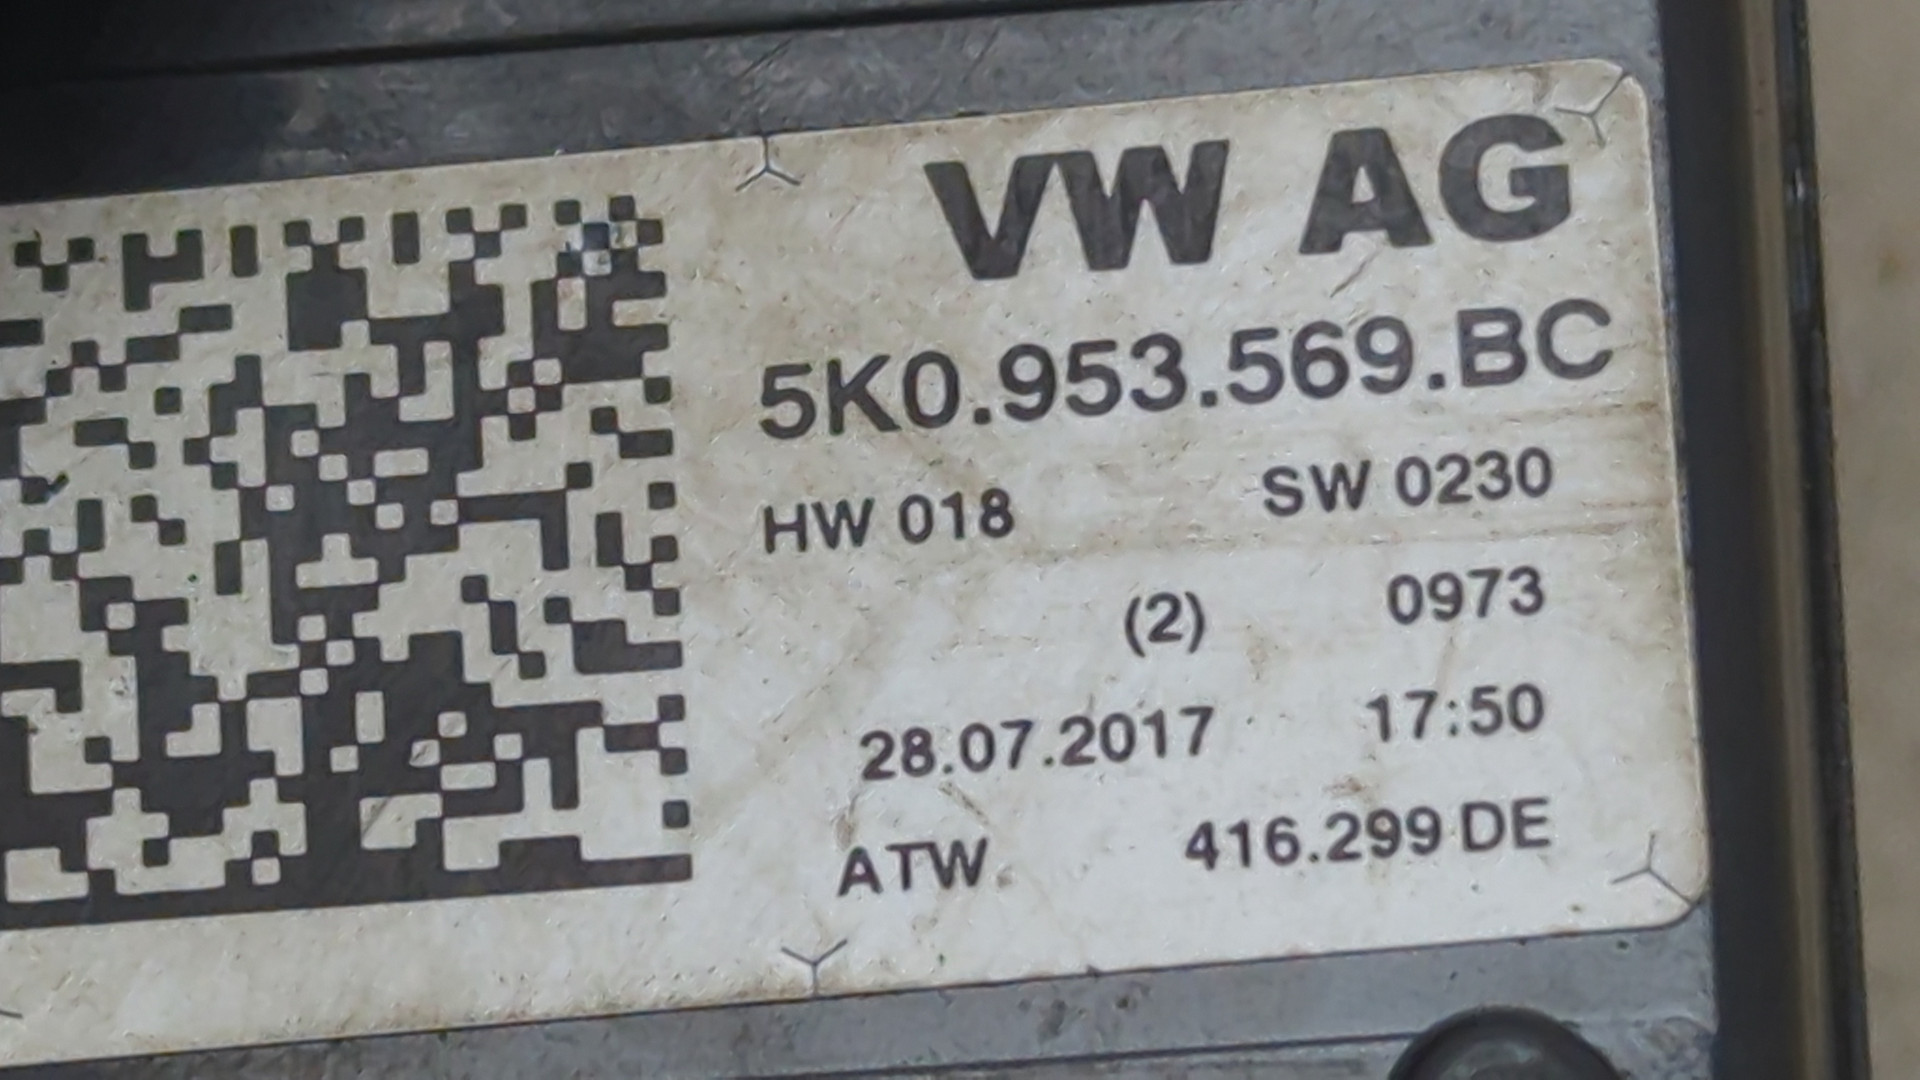 VW AG
5K0.953.569.BC
HW 018 SW 0230
(2) 0973
28.07.2017 17:50
ATW 416.299 DE